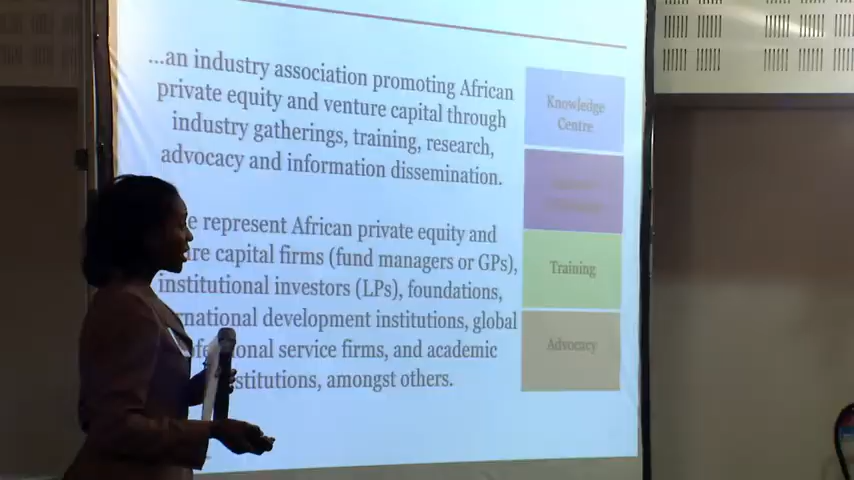 ...an industry association promoting African
private equity and venture capital through
industry gatherings, training, research,
advocacy and information dissemination.
e represent African private equity and
re capital firms (fund managers or GPs),
institutional investors (LPs), foundations,
rnational development institutions, global
onal service firms, and academic
stitutions, amongst others.
Knowledge
Centre
Training
Advocacy